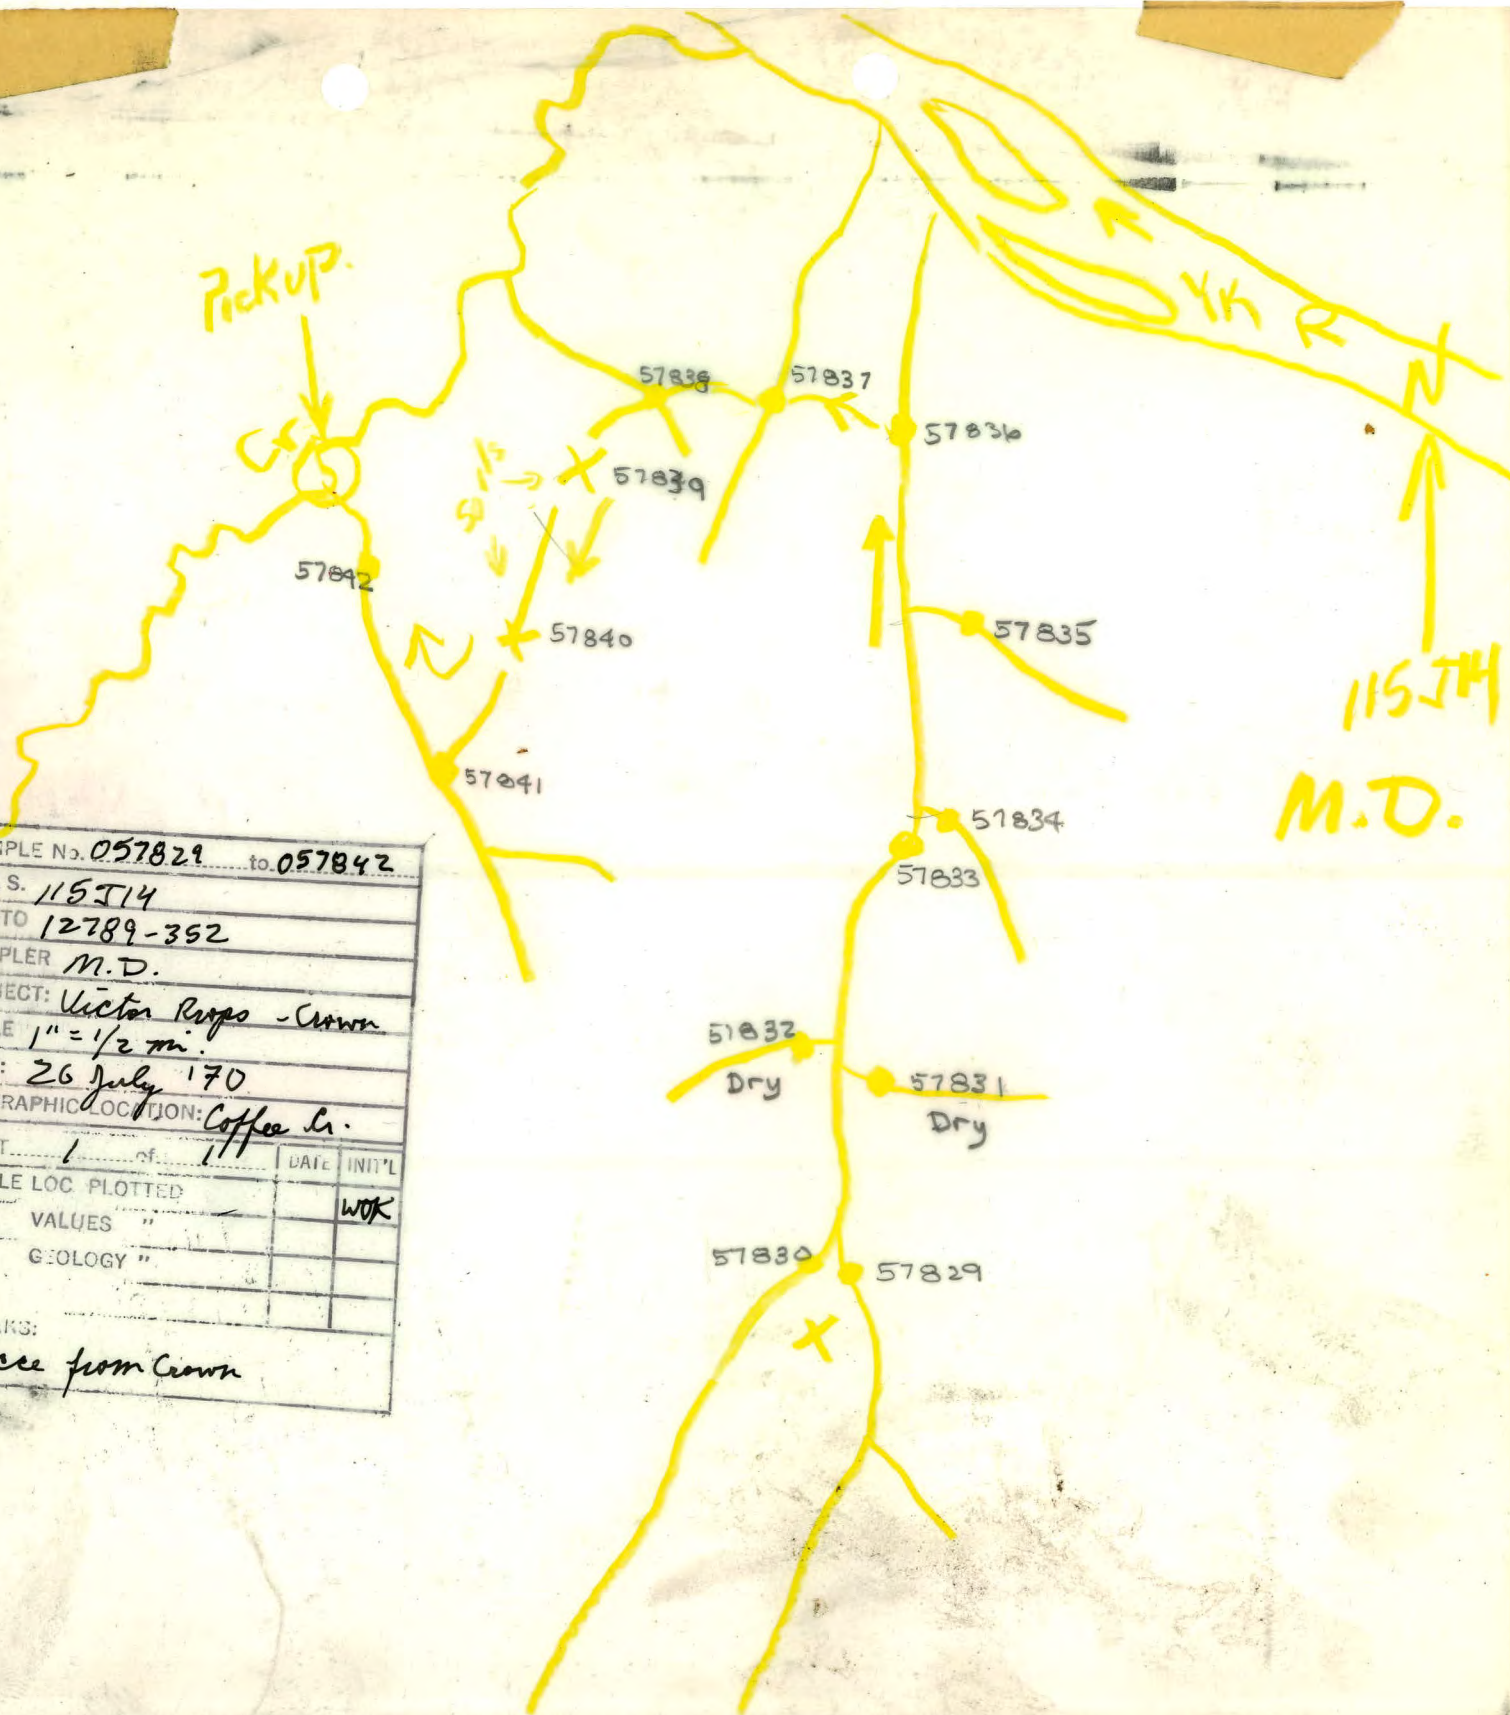 Pickup.
YK R
N
57838
57837
57836
57839
57842
57840
57835
115J14
57841
M.D.
57834
57833
PLE No. 057829 to 057842
S. 115J14
TO 12789-352
PLER M.D.
ECT: Victor Rops - Crown
E 1" = 1/2 mi.
: 26 July '70
RAPHIC LOCATION: Coffee Cr.
T 1 of 1 DATE INIT'L
LE LOC. PLOTTED WOK
VALUES "
GEOLOGY "
KS:
from Crown
57832
Dry
57831
Dry
57830
57829
X